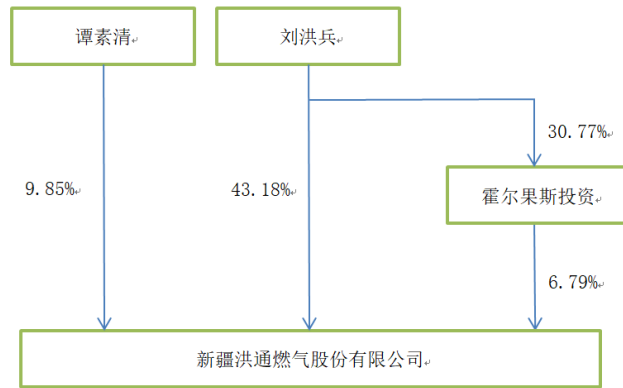 谭素清
刘洪兵
30.77%
9.85%
43.18%
霍尔果斯投资
6.79%
新疆洪通燃气股份有限公司